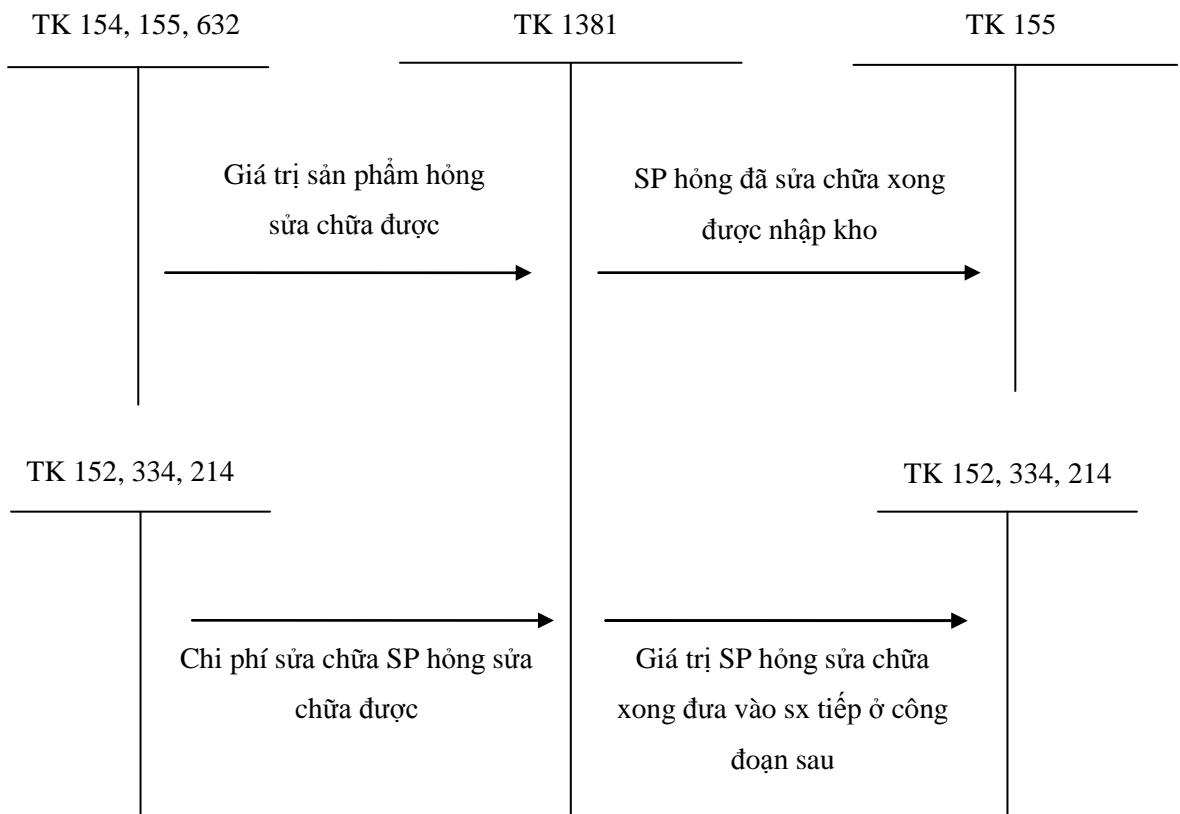 TK 154, 155, 632
TK 1381
TK 155
Giá trị sản phẩm hỏng
sửa chữa được
SP hỏng đã sửa chữa xong
được nhập kho
TK 152, 334, 214
TK 152, 334, 214
Chi phí sửa chữa SP hỏng sửa
chữa được
Giá trị SP hỏng sửa chữa
xong đưa vào sx tiếp ở công
đoạn sau